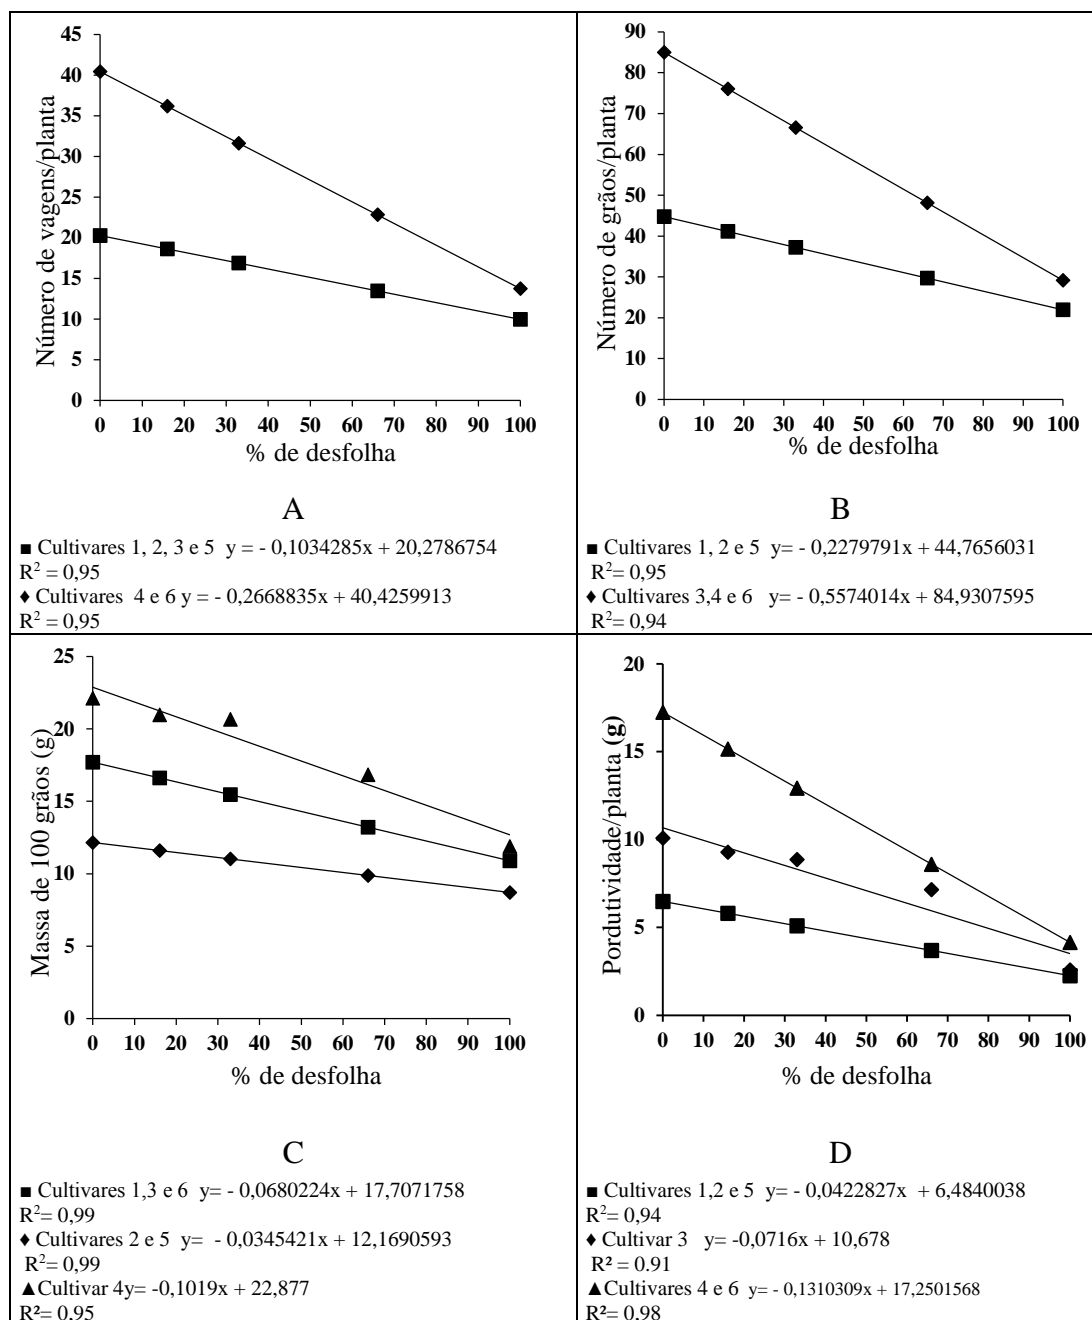 45
40
35
30
25
20
15
10
5
0
Número de vagens/planta
0 10 20 30 40 50 60 70 80 90 100
% de desfolha
A
■ Cultivares 1, 2, 3 e 5 y = - 0,1034285x + 20,2786754
R² = 0,95
♦ Cultivares 4 e 6 y = - 0,2668835x + 40,4259913
R² = 0,95
90
80
70
60
50
40
30
20
10
0
Número de grãos/planta
0 10 20 30 40 50 60 70 80 90 100
% de desfolha
B
■ Cultivares 1, 2 e 5 y= - 0,2279791x + 44,7656031
R²= 0,95
♦ Cultivares 3,4 e 6 y= - 0,5574014x + 84,9307595
R²= 0,94
25
20
15
10
5
0
Massa de 100 grãos (g)
0 10 20 30 40 50 60 70 80 90 100
% de desfolha
C
■ Cultivares 1,3 e 6 y= - 0,0680224x + 17,7071758
R²= 0,99
♦ Cultivares 2 e 5 y= - 0,0345421x + 12,1690593
R²= 0,99
▲Cultivar 4y= -0,1019x + 22,877
R²= 0,95
20
15
10
5
0
Pordutividade/planta (g)
0 10 20 30 40 50 60 70 80 90 100
% de desfolha
D
■ Cultivares 1,2 e 5 y= - 0,0422827x + 6,4840038
R²= 0,94
♦ Cultivar 3 y= -0,0716x + 10,678
R² = 0.91
▲Cultivares 4 e 6 y= - 0,1310309x + 17,2501568
R²= 0,98